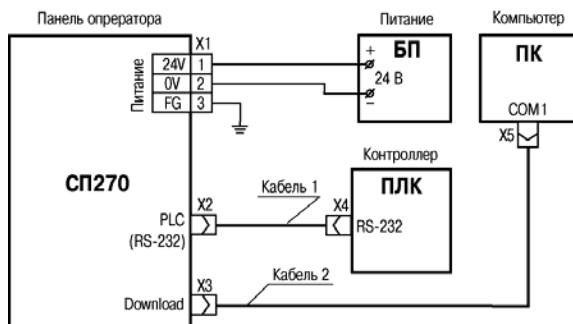 Панель опрератора
Питание
Компьютер
X1
24V 1
0V 2
FG 3
Питание
+
БП
24 В
–
ПК
COM1
X5
СП270
Контроллер
ПЛК
X2
Кабель 1
X4
PLC
(RS-232)
RS-232
X3
Кабель 2
Download